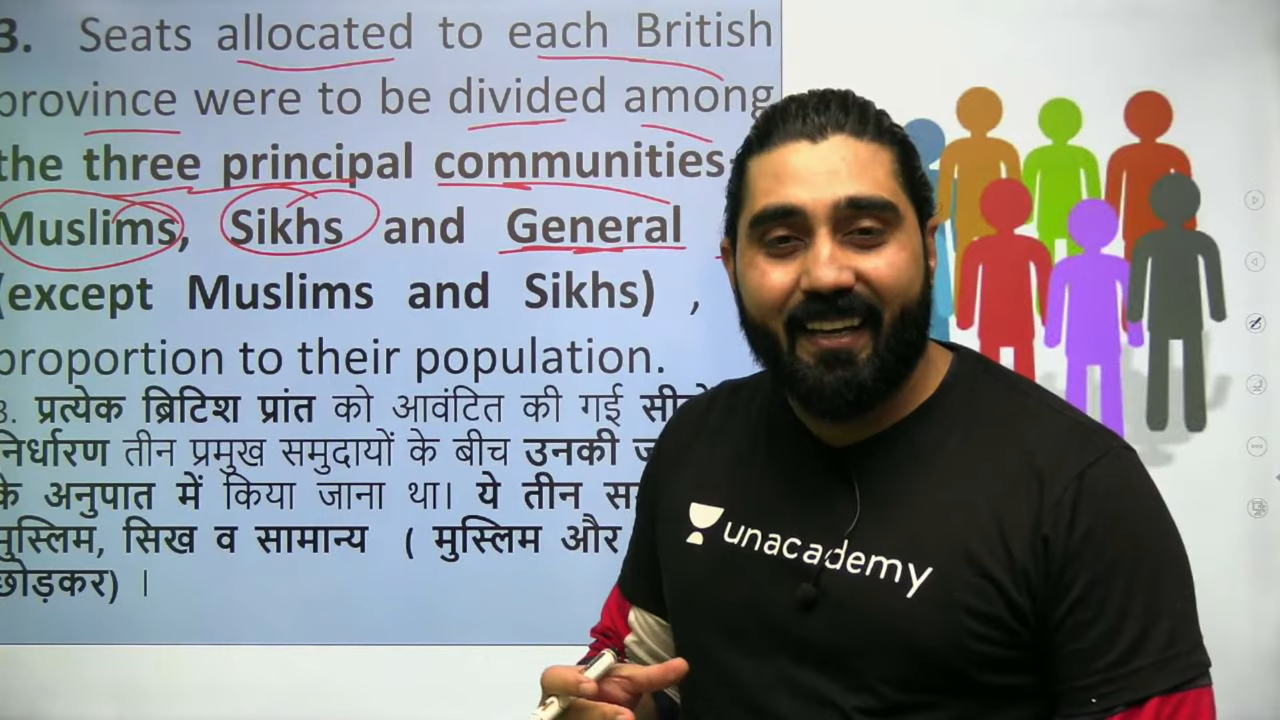 3. Seats allocated to each British
province were to be divided among
the three principal communities-
Muslims, Sikhs and General
(except Muslims and Sikhs) ,
proportion to their population.
3. प्रत्येक ब्रिटिश प्रांत को आवंटित की गई
निर्धारण तीन प्रमुख समुदायों के बीच उनकी
के अनुपात में किया जाना था। ये तीन
मुस्लिम, सिख व सामान्य ( मुस्लिम और
छोड़कर) ।
unacademy